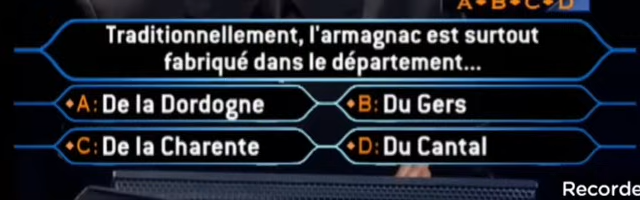 A◆B◆C◆D
Traditionnellement, l'armagnac est surtout
fabriqué dans le département...
◆A: De la Dordogne
◆B: Du Gers
◆C: De la Charente
◆D: Du Cantal
Recorde